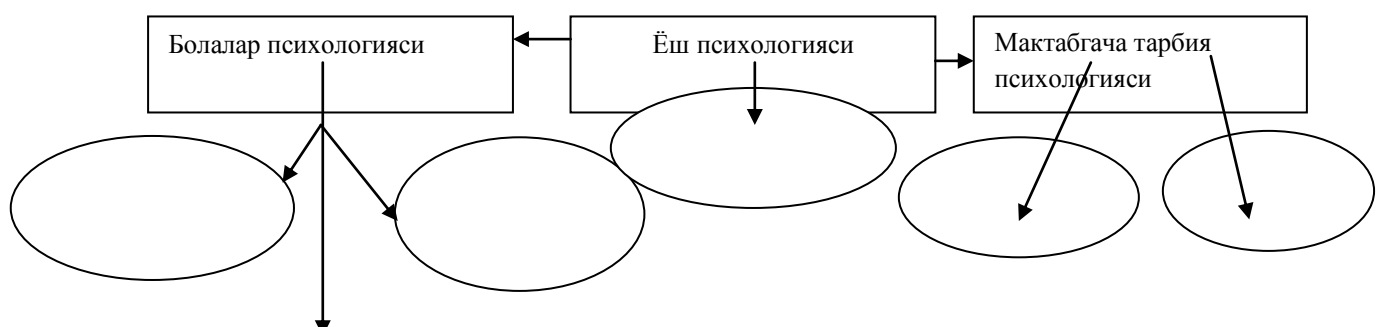 Болалар психологияси
Ёш психологияси
Мактабгача тарбия
психологияси